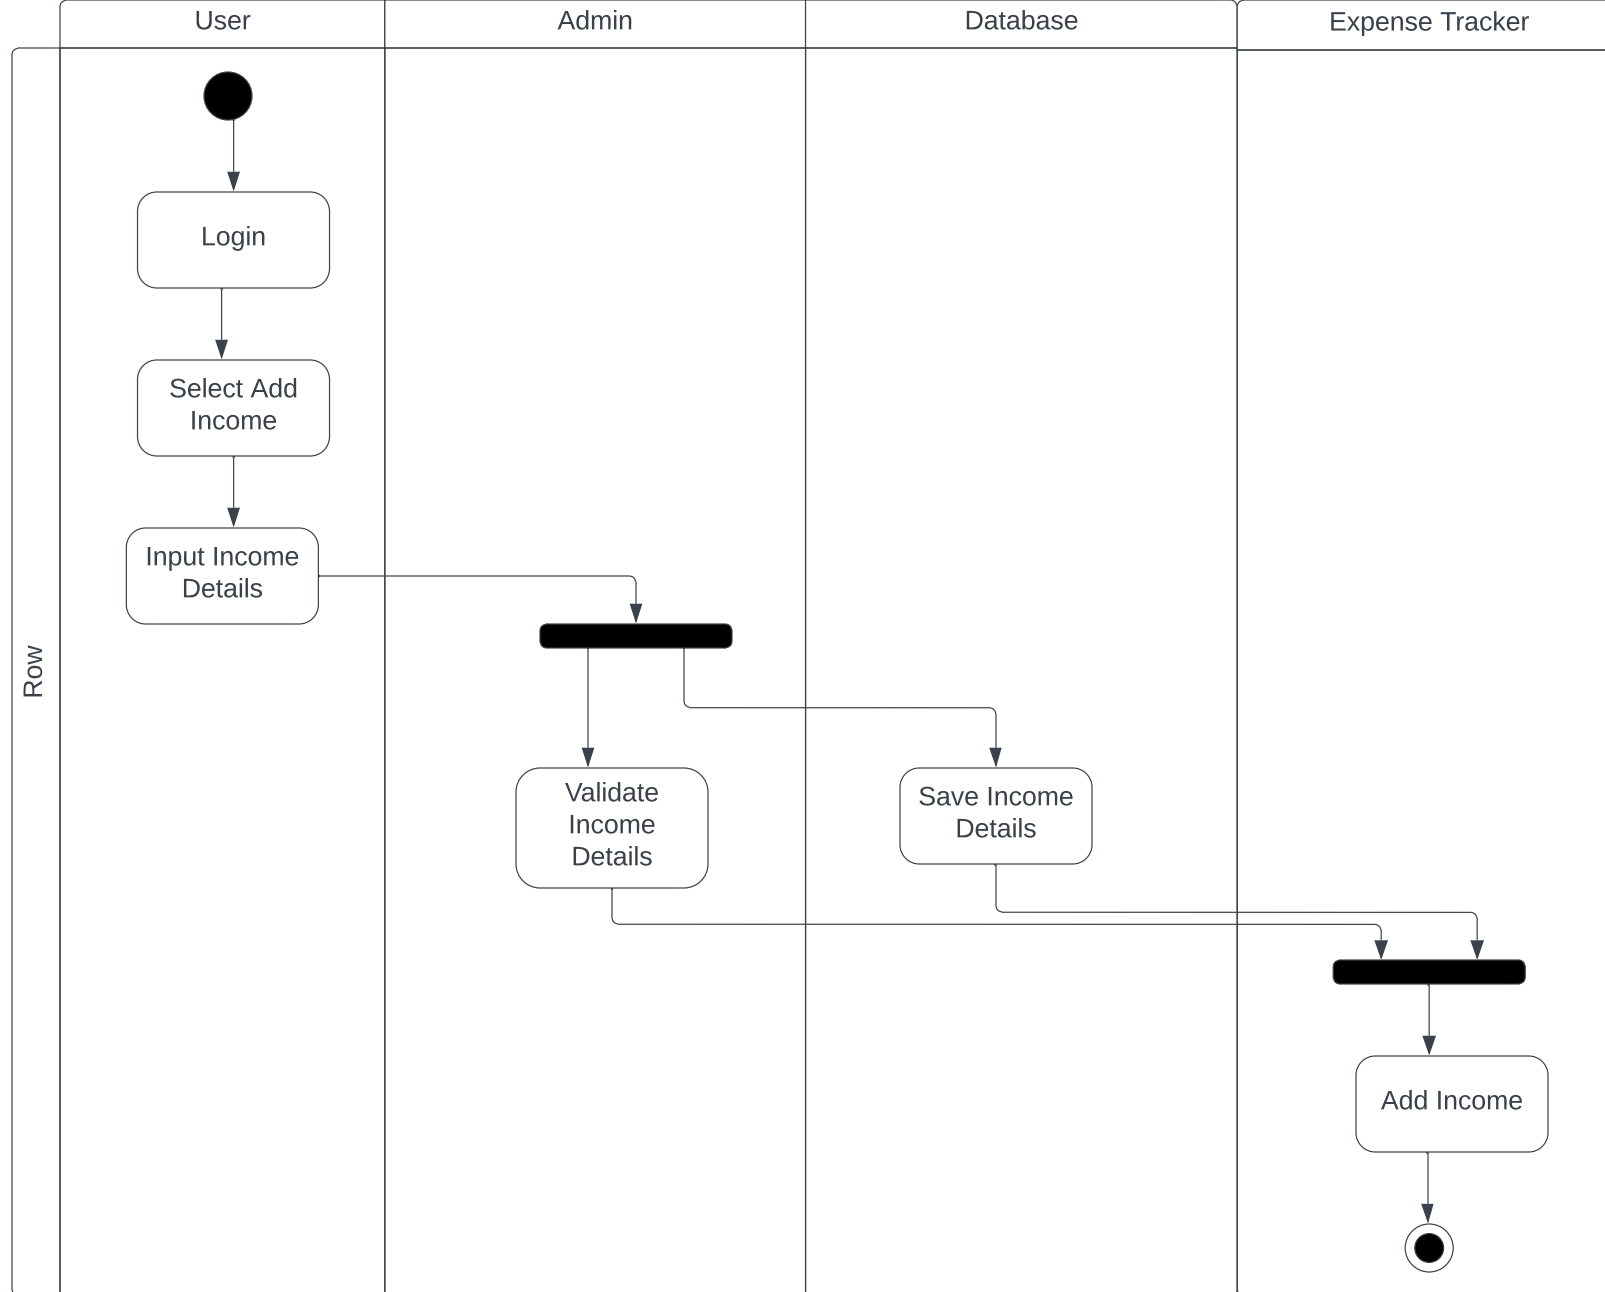 User
Admin
Database
Expense Tracker
Login
Select Add
Income
Input Income
Details
Row
Validate
Income
Details
Save Income
Details
Add Income